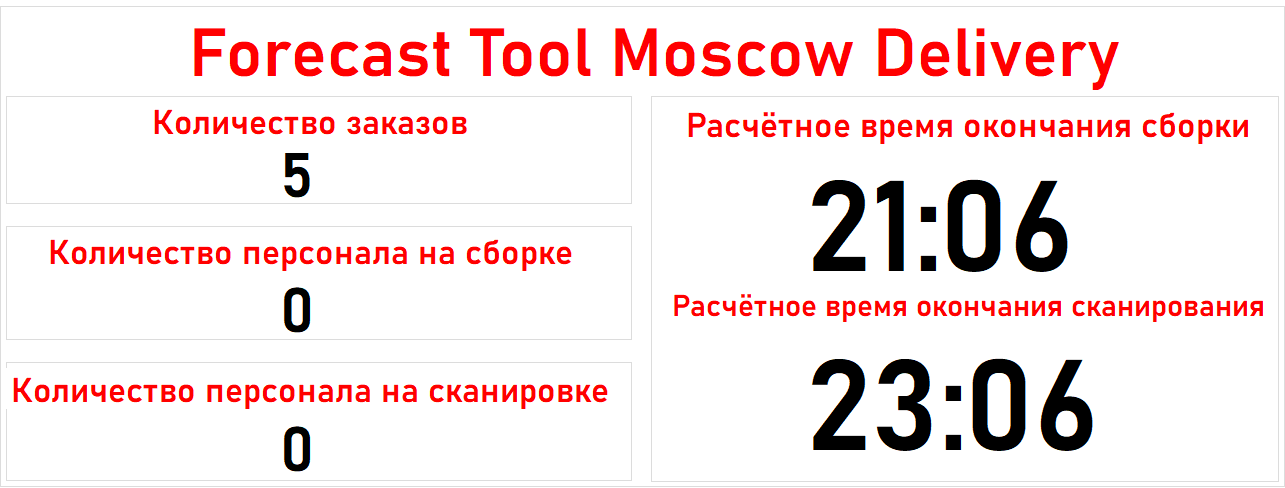 Forecast Tool Moscow Delivery
Количество заказов
5
Количество персонала на сборке
0
Количество персонала на сканировке
0
Расчётное время окончания сборки
21:06
Расчётное время окончания сканирования
23:06